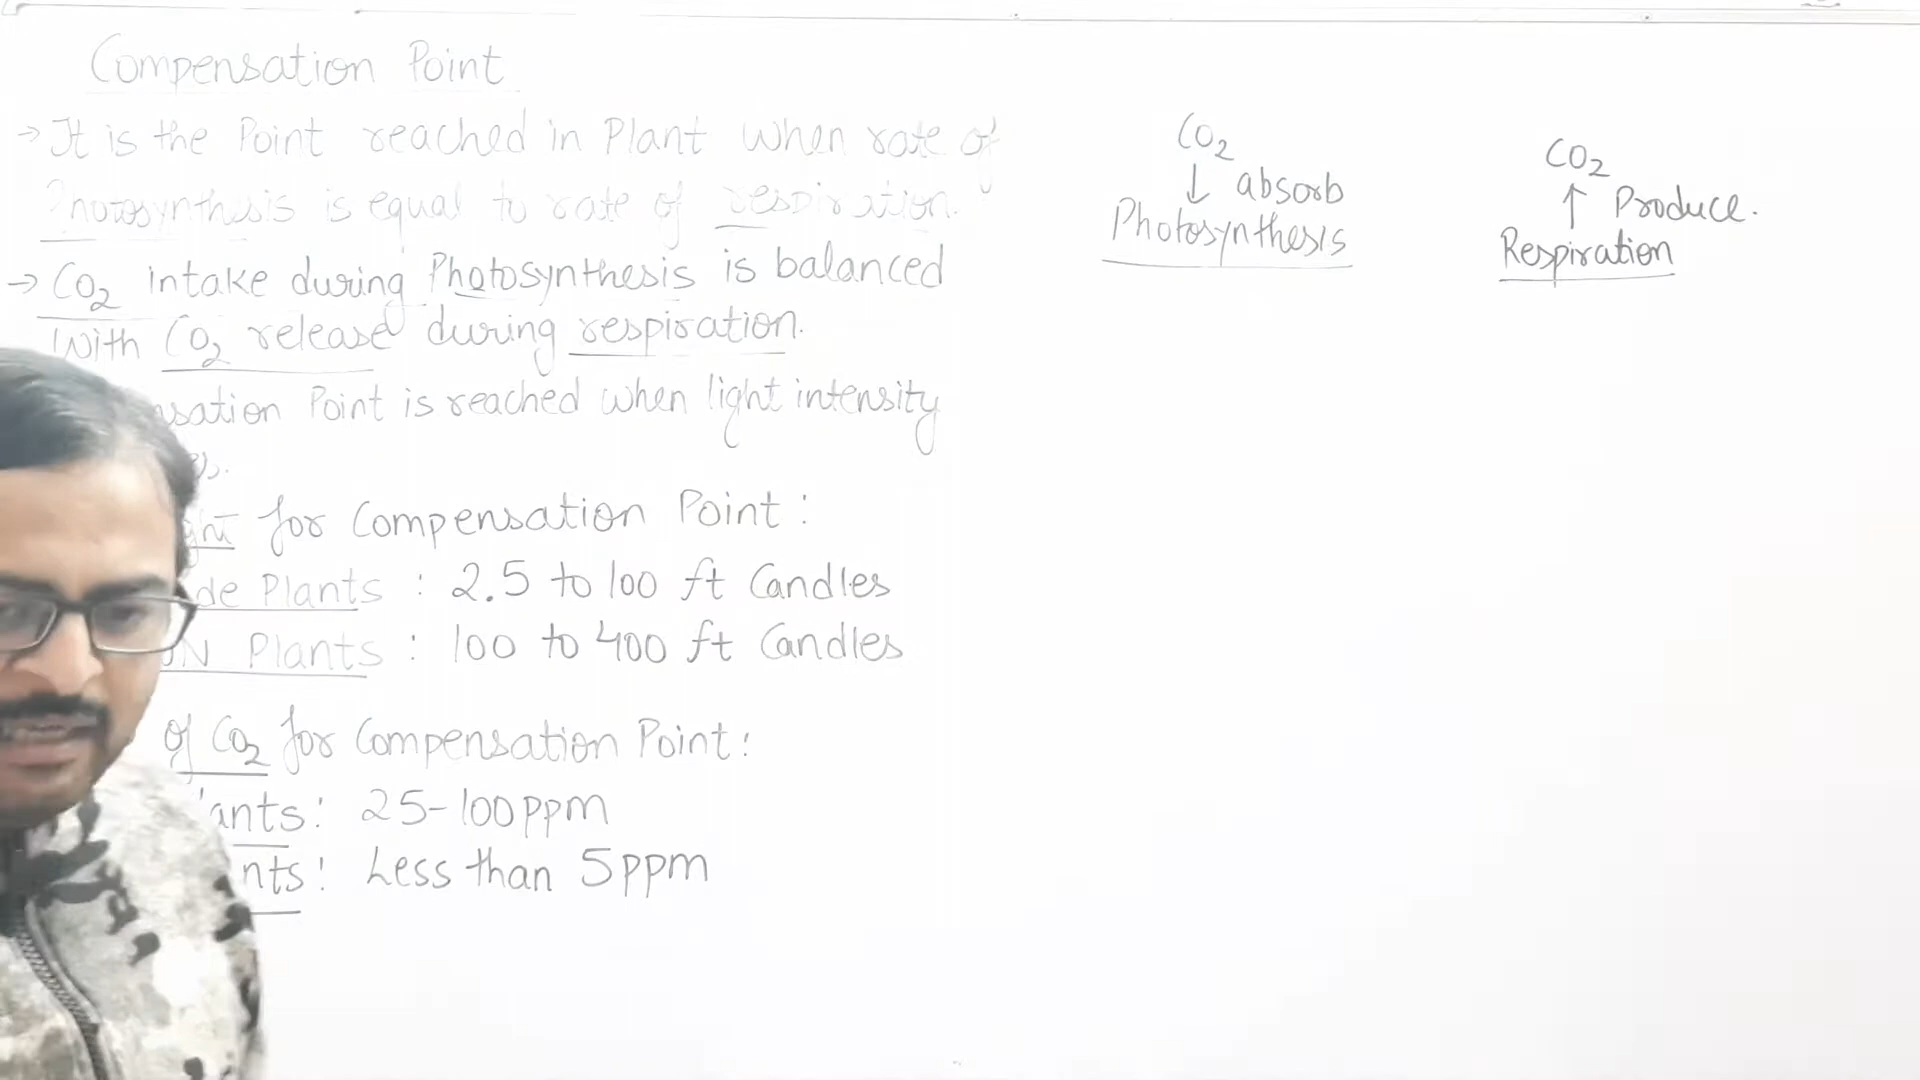 Compensation Point
→ It is the Point reached in Plant when rate of
Photosynthesis is equal to rate of respiration.
→ CO2 intake during Photosynthesis is balanced
with CO2 release during respiration.
sation Point is reached when light intensity
for Compensation Point :
de Plants : 2.5 to 100 ft Candles
UN Plants : 100 to 400 ft Candles
of CO2 for Compensation Point :
ants : 25-100 ppm
nts : Less than 5 ppm
CO2
↓ absorb
Photosynthesis
CO2
↑ Produce.
Respiration